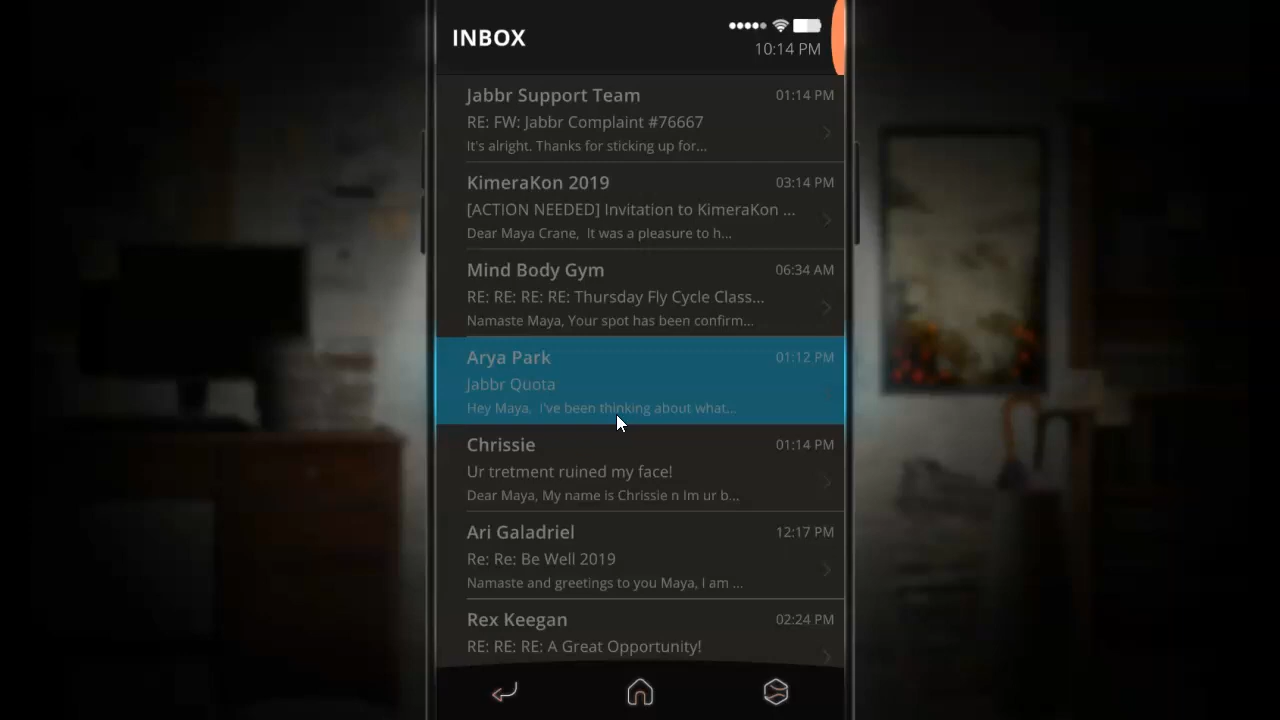 INBOX
10:14 PM
Jabbr Support Team 01:14 PM
RE: FW: Jabbr Complaint #76667
It's alright. Thanks for sticking up for...
KimeraKon 2019 03:14 PM
[ACTION NEEDED] Invitation to KimeraKon ...
Dear Maya Crane,  It was a pleasure to h...
Mind Body Gym 06:34 AM
RE: RE: RE: RE: Thursday Fly Cycle Class...
Namaste Maya, Your spot has been confirm...
Arya Park 01:12 PM
Jabbr Quota
Hey Maya,  I've been thinking about what...
Chrissie 01:14 PM
Ur tretment ruined my face!
Dear Maya, My name is Chrissie n Im ur b...
Ari Galadriel 12:17 PM
Re: Re: Be Well 2019
Namaste and greetings to you Maya, I am ...
Rex Keegan 02:24 PM
RE: RE: RE: A Great Opportunity!